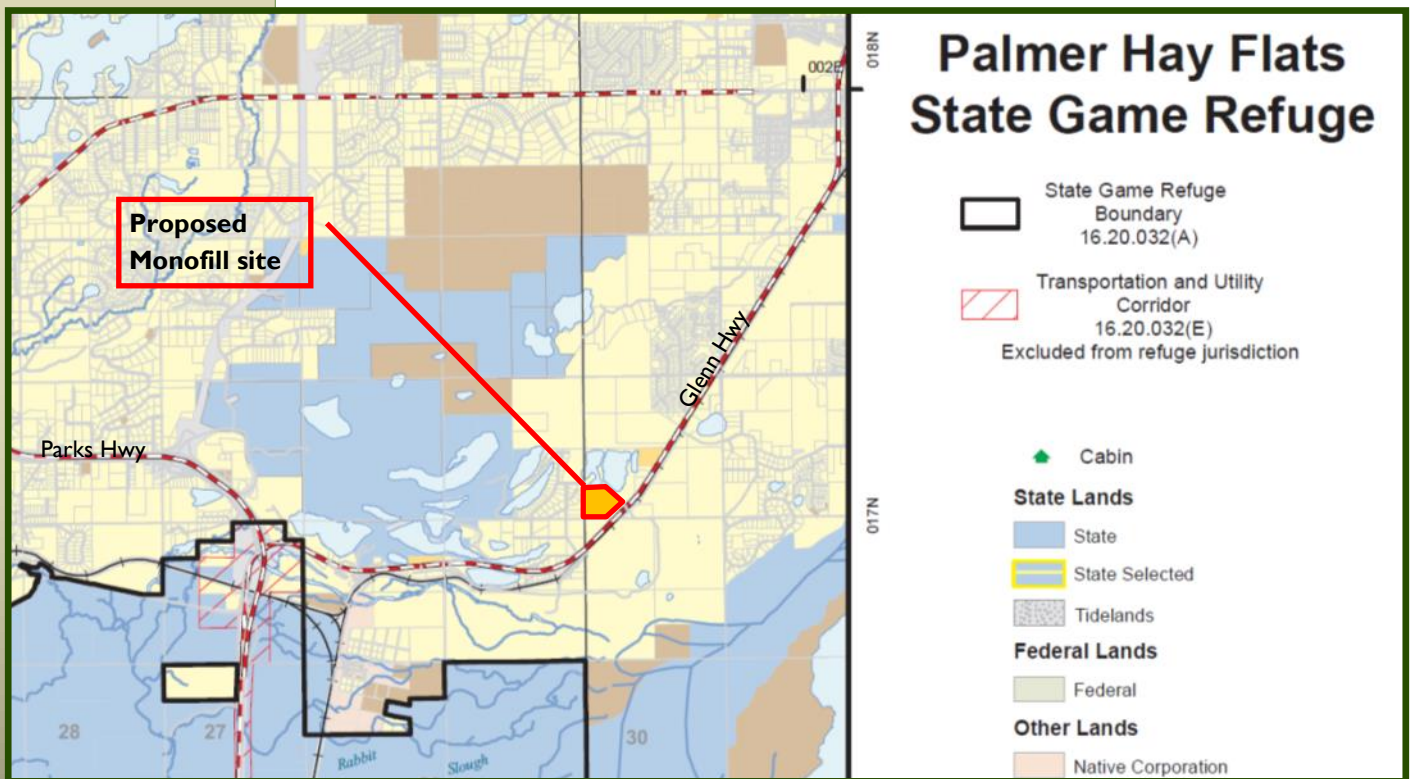 Palmer Hay Flats
State Game Refuge
018N
002E
State Game Refuge
Boundary
16.20.032(A)
Proposed
Monofill site
Transportation and Utility
Corridor
16.20.032(E)
Excluded from refuge jurisdiction
Glenn Hwy
Parks Hwy
017N
Cabin
State Lands
State
State Selected
Tidelands
Federal Lands
Federal
Other Lands
Native Corporation
28
27
30
Rabbit
Slough